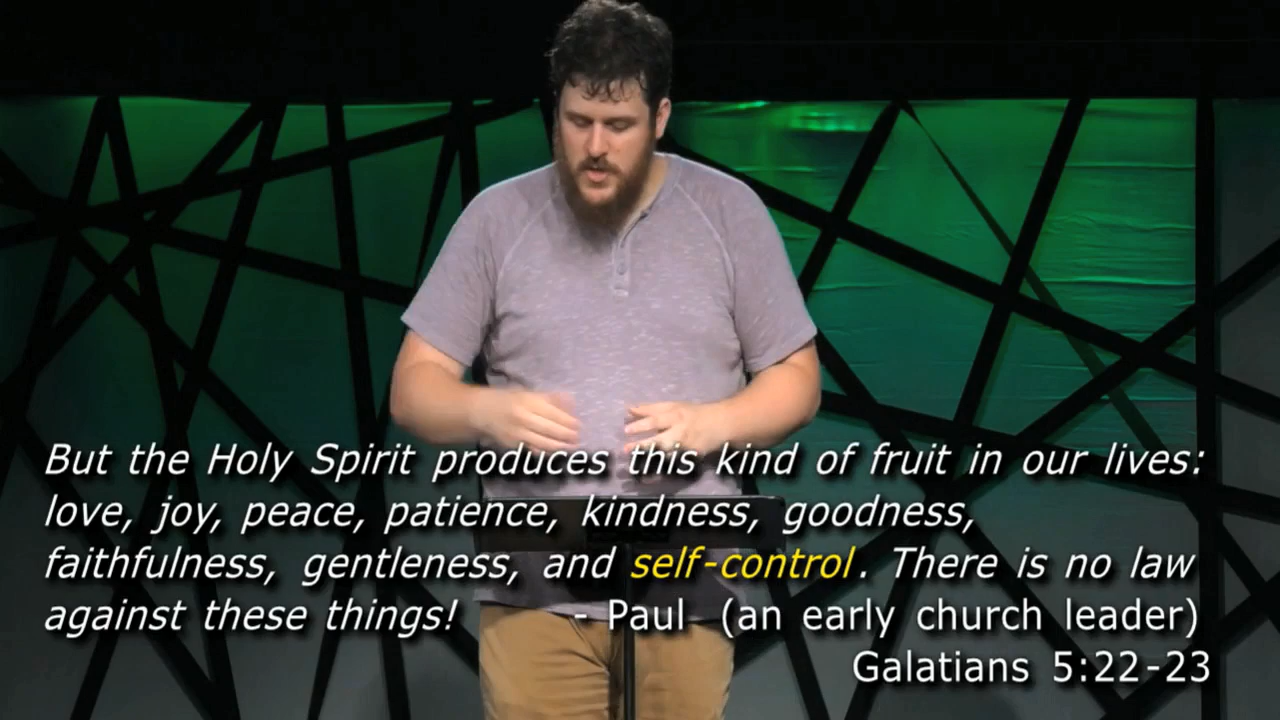 But the Holy Spirit produces this kind of fruit in our lives:
love, joy, peace, patience, kindness, goodness,
faithfulness, gentleness, and self-control. There is no law
against these things! - Paul (an early church leader)
Galatians 5:22-23